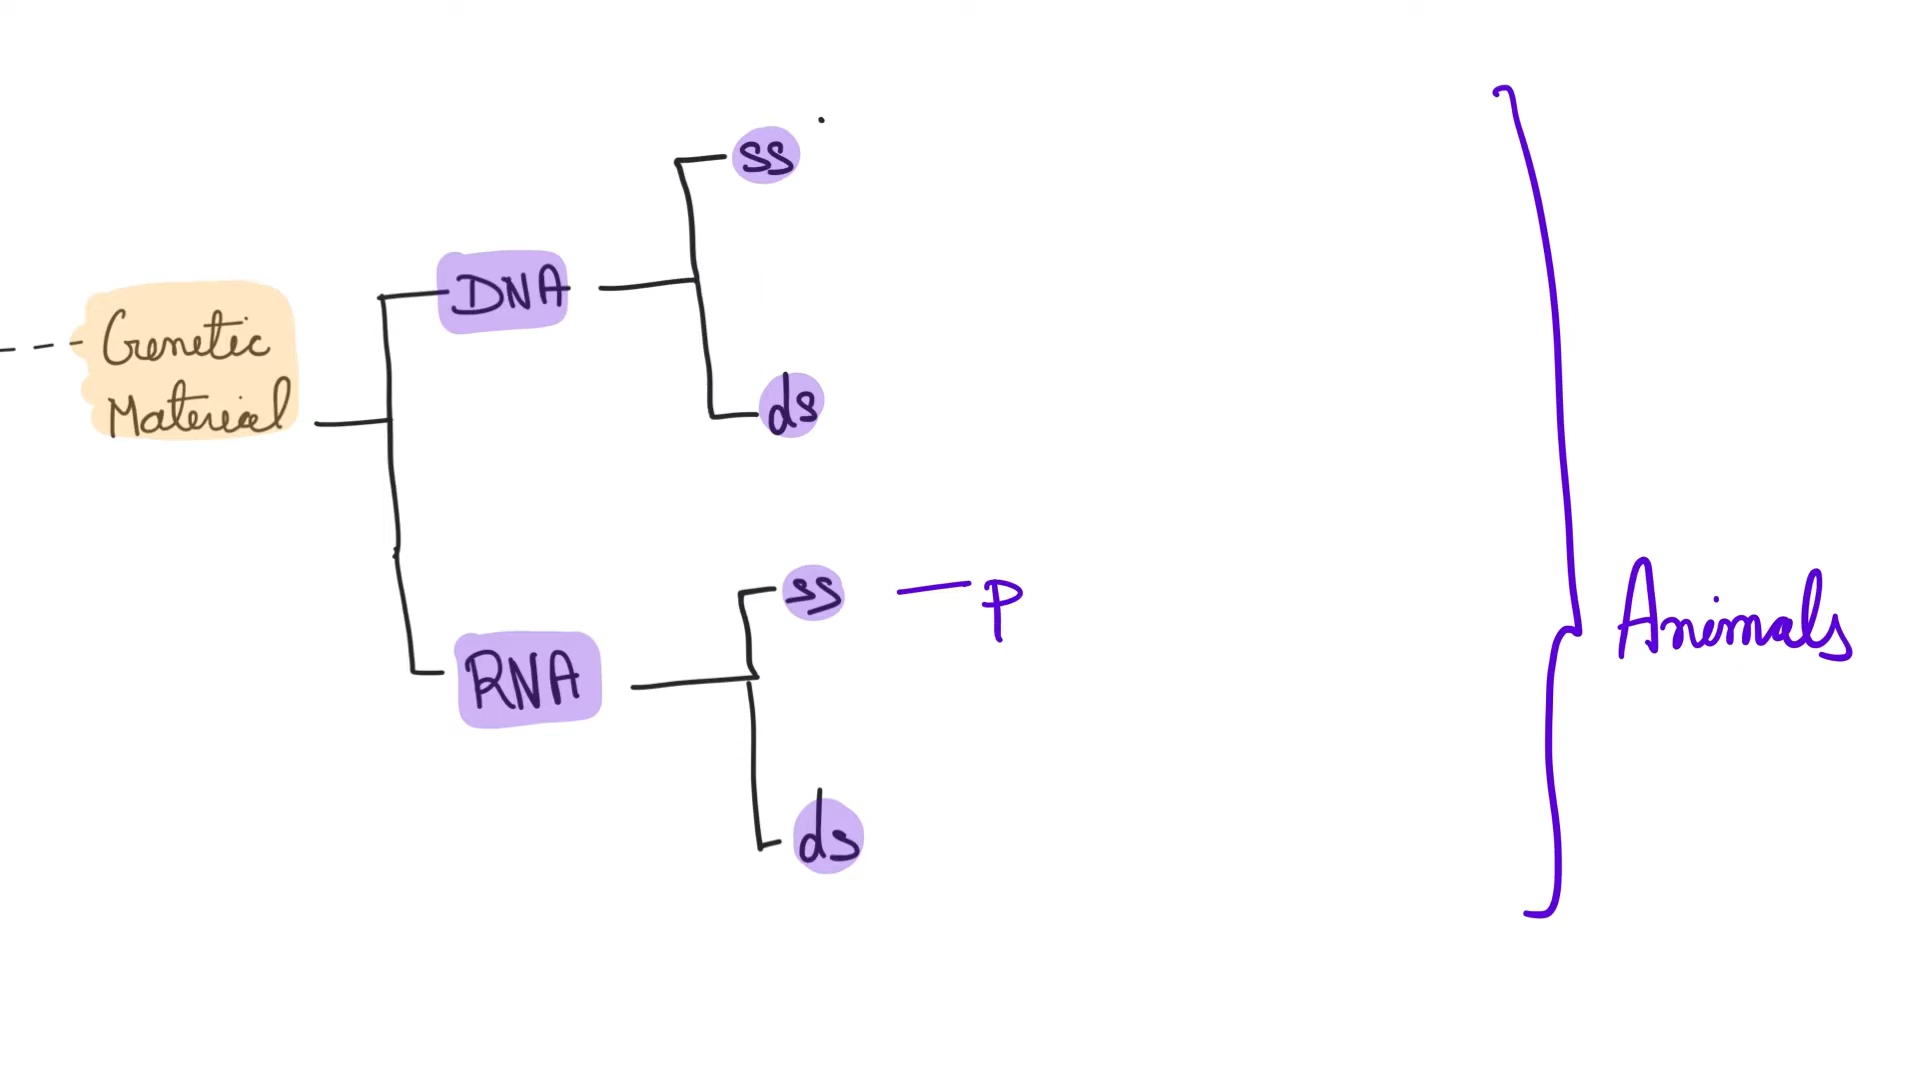 ss
DNA
Genetic
Material
ds
ss
P
Animals
RNA
ds